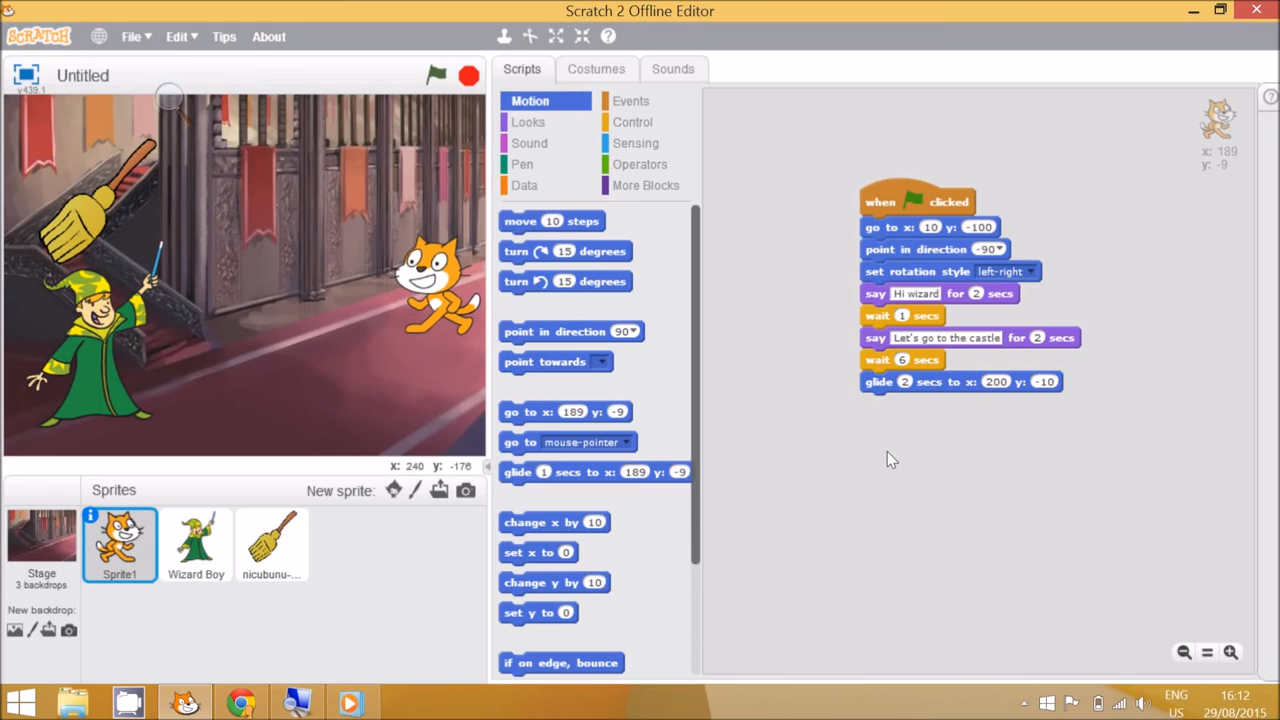 Scratch 2 Offline Editor
SCRATCH File Edit Tips About
Untitled
v439.1
Scripts Costumes Sounds
Motion Events
Looks Control
Sound Sensing
Pen Operators
Data More Blocks
move 10 steps
turn 15 degrees
turn 15 degrees
point in direction 90
point towards
go to x: 189 y: -9
go to mouse-pointer
glide 1 secs to x: 189 y: -9
change x by 10
set x to 0
change y by 10
set y to 0
if on edge, bounce
x: 189
y: -9
when clicked
go to x: 10 y: -100
point in direction -90
set rotation style left-right
say Hi wizard for 2 secs
wait 1 secs
say Let's go to the castle for 2 secs
wait 6 secs
glide 2 secs to x: 200 y: -10
x: 240 y: -176
Sprites New sprite:
Stage
3 backdrops
New backdrop:
Sprite1
Wizard Boy
nicubunu-...
ENG
US
16:12
29/08/2015